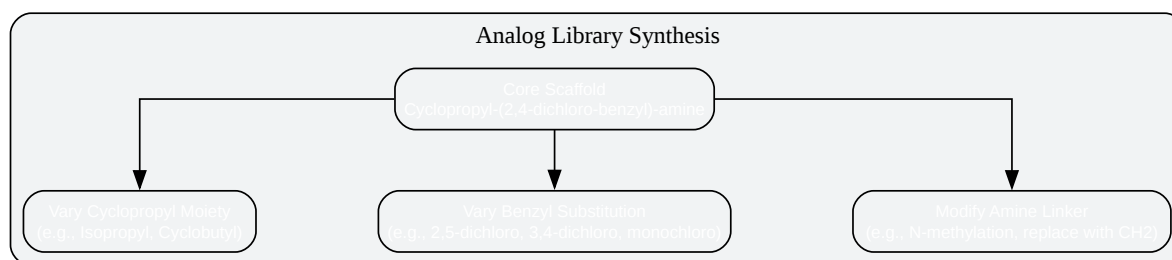 Analog Library Synthesis
Core Scaffold
Cyclopropyl-(2,4-dichloro-benzyl)-amine
Vary Cyclopropyl Moiety
(e.g., Isopropyl, Cyclobutyl)
Vary Benzyl Substitution
(e.g., 2,5-dichloro, 3,4-dichloro, monochloro)
Modify Amine Linker
(e.g., N-methylation, replace with CH2)